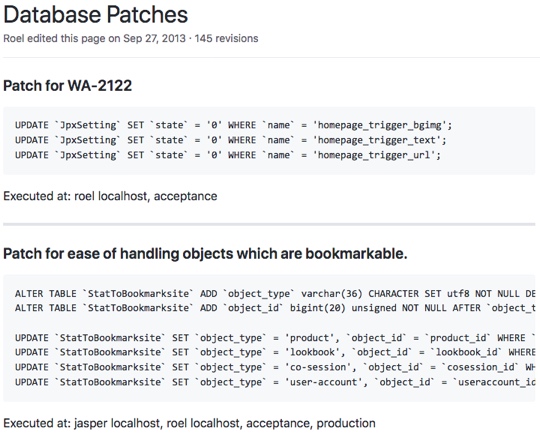 Database Patches
Roel edited this page on Sep 27, 2013 · 145 revisions
Patch for WA-2122
UPDATE `JpxSetting` SET `state` = '0' WHERE `name` = 'homepage_trigger_bgimg';
UPDATE `JpxSetting` SET `state` = '0' WHERE `name` = 'homepage_trigger_text';
UPDATE `JpxSetting` SET `state` = '0' WHERE `name` = 'homepage_trigger_url';
Executed at: roel localhost, acceptance
Patch for ease of handling objects which are bookmarkable.
ALTER TABLE `StatToBookmarksite` ADD `object_type` varchar(36) CHARACTER SET utf8 NOT NULL DE
ALTER TABLE `StatToBookmarksite` ADD `object_id` bigint(20) unsigned NOT NULL AFTER `object_t
UPDATE `StatToBookmarksite` SET `object_type` = 'product', `object_id` = `product_id` WHERE `
UPDATE `StatToBookmarksite` SET `object_type` = 'lookbook', `object_id` = `lookbook_id` WHERE
UPDATE `StatToBookmarksite` SET `object_type` = 'co-session', `object_id` = `cosession_id` WH
UPDATE `StatToBookmarksite` SET `object_type` = 'user-account', `object_id` = `useraccount_id
Executed at: jasper localhost, roel localhost, acceptance, production